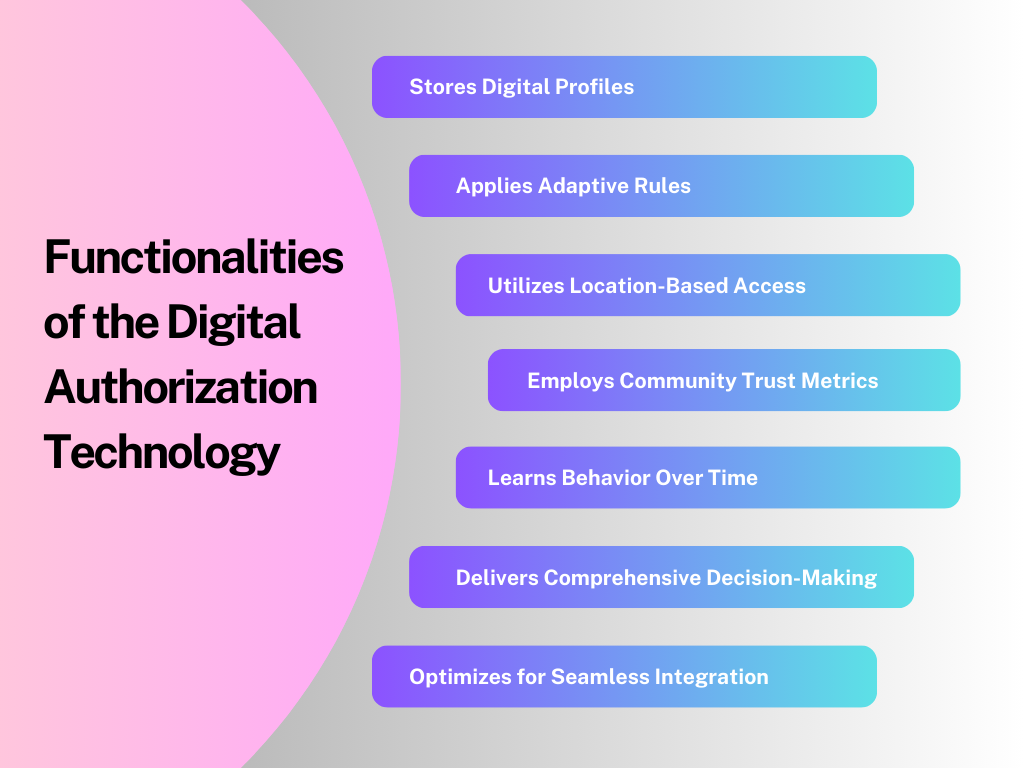 Functionalities
of the Digital
Authorization
Technology
Stores Digital Profiles
Applies Adaptive Rules
Utilizes Location-Based Access
Employs Community Trust Metrics
Learns Behavior Over Time
Delivers Comprehensive Decision-Making
Optimizes for Seamless Integration